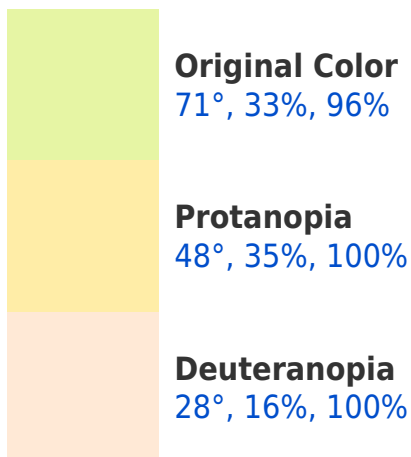 Original Color
71°, 33%, 96%
Protanopia
48°, 35%, 100%
Deuteranopia
28°, 16%, 100%